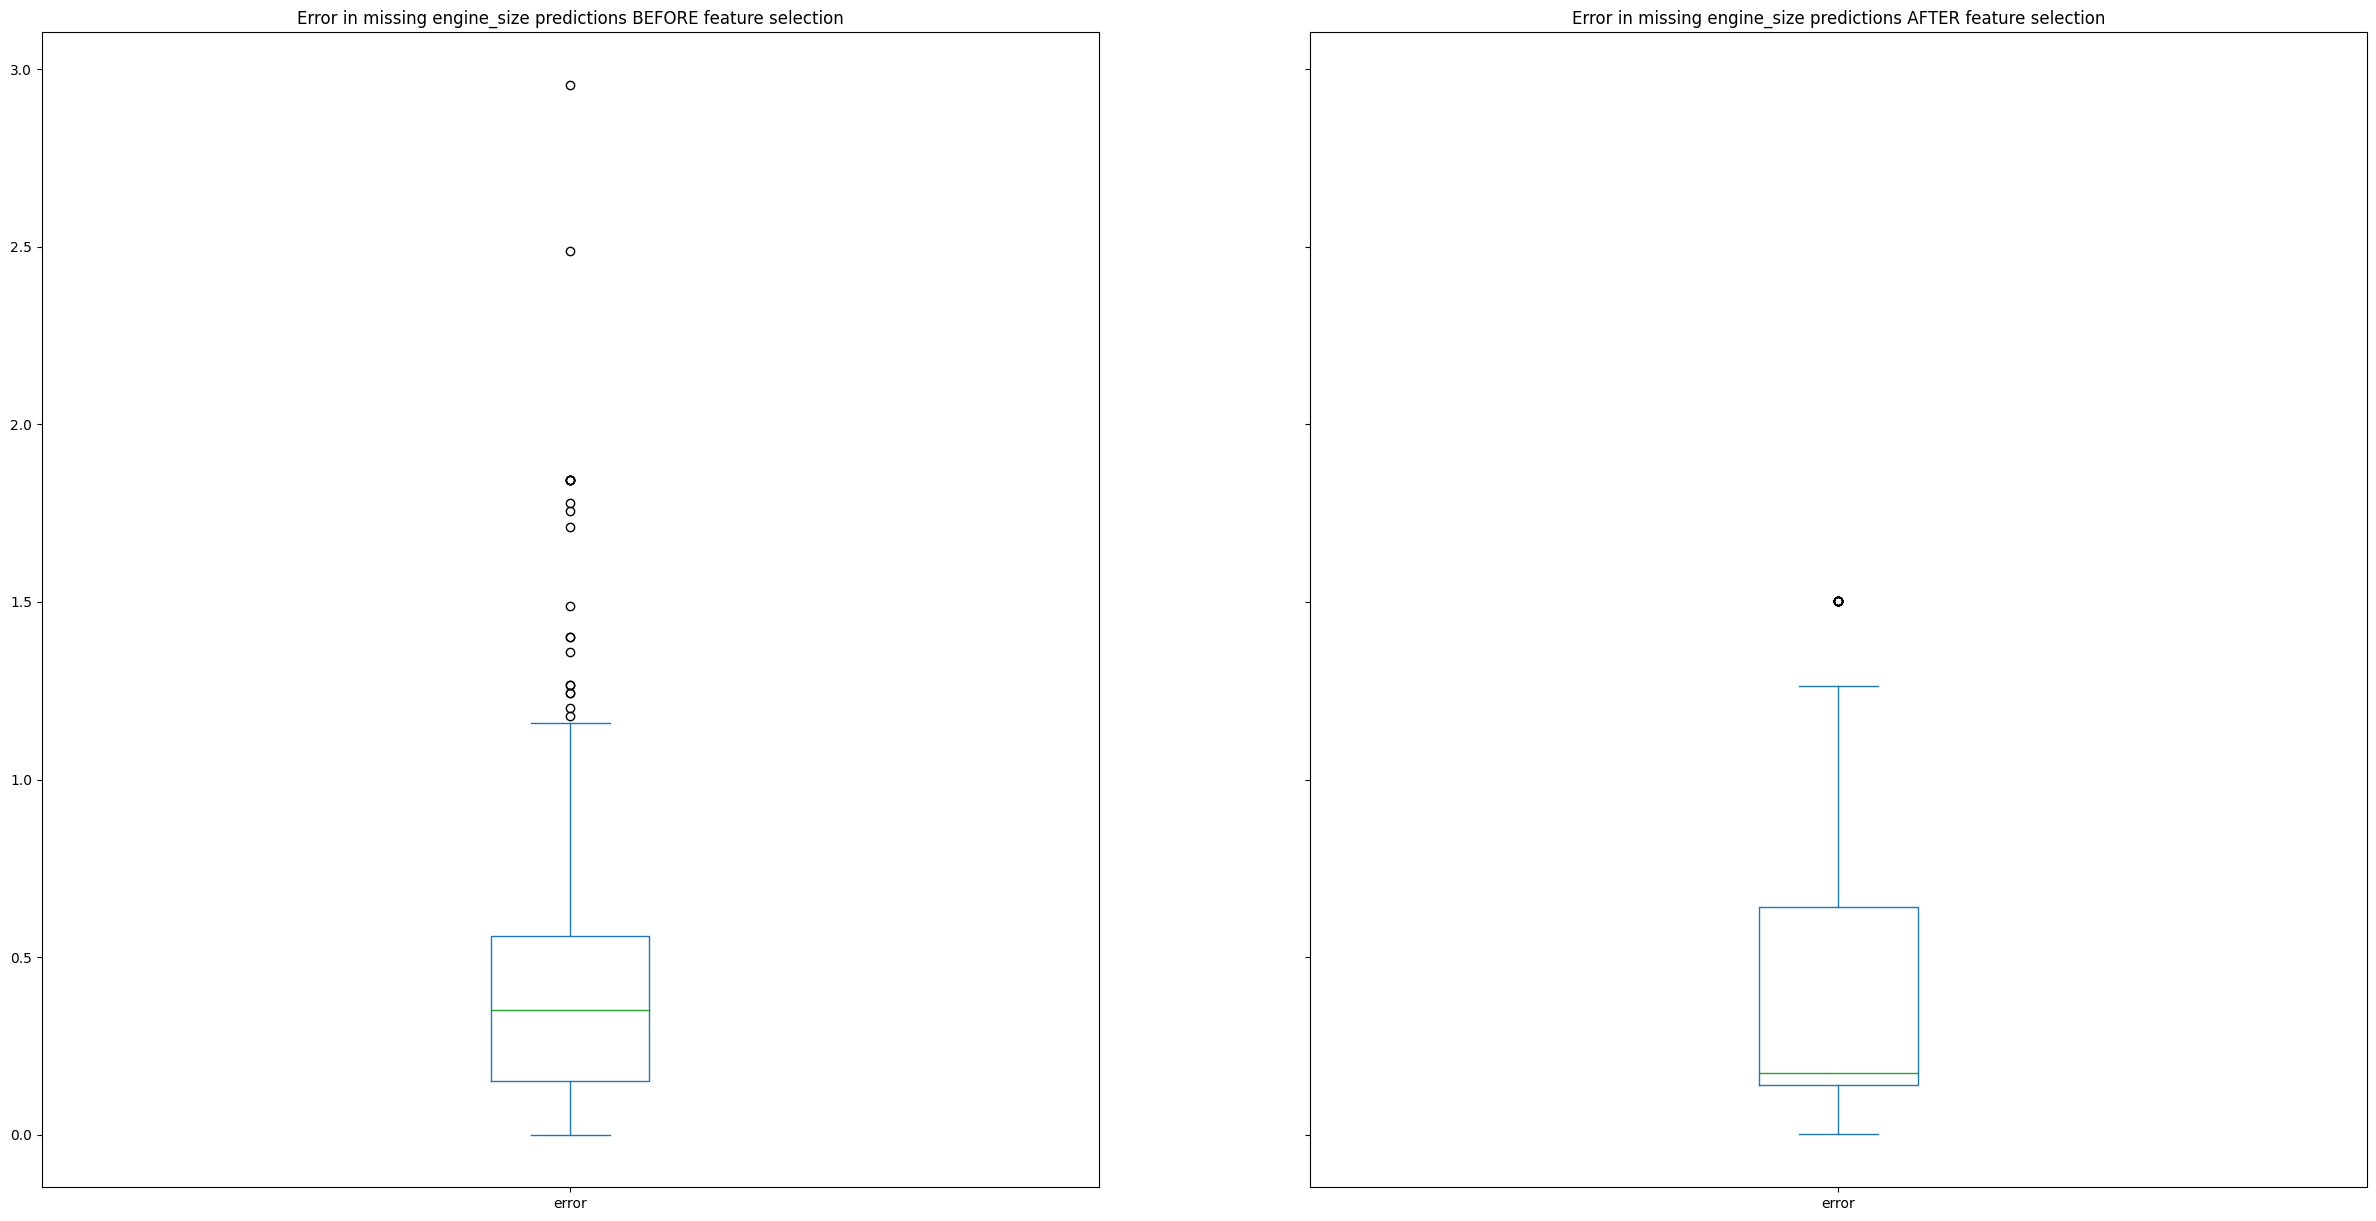 Error in missing engine_size predictions BEFORE feature selection
3.0
2.5
2.0
1.5
1.0
0.5
0.0
error
Error in missing engine_size predictions AFTER feature selection
error